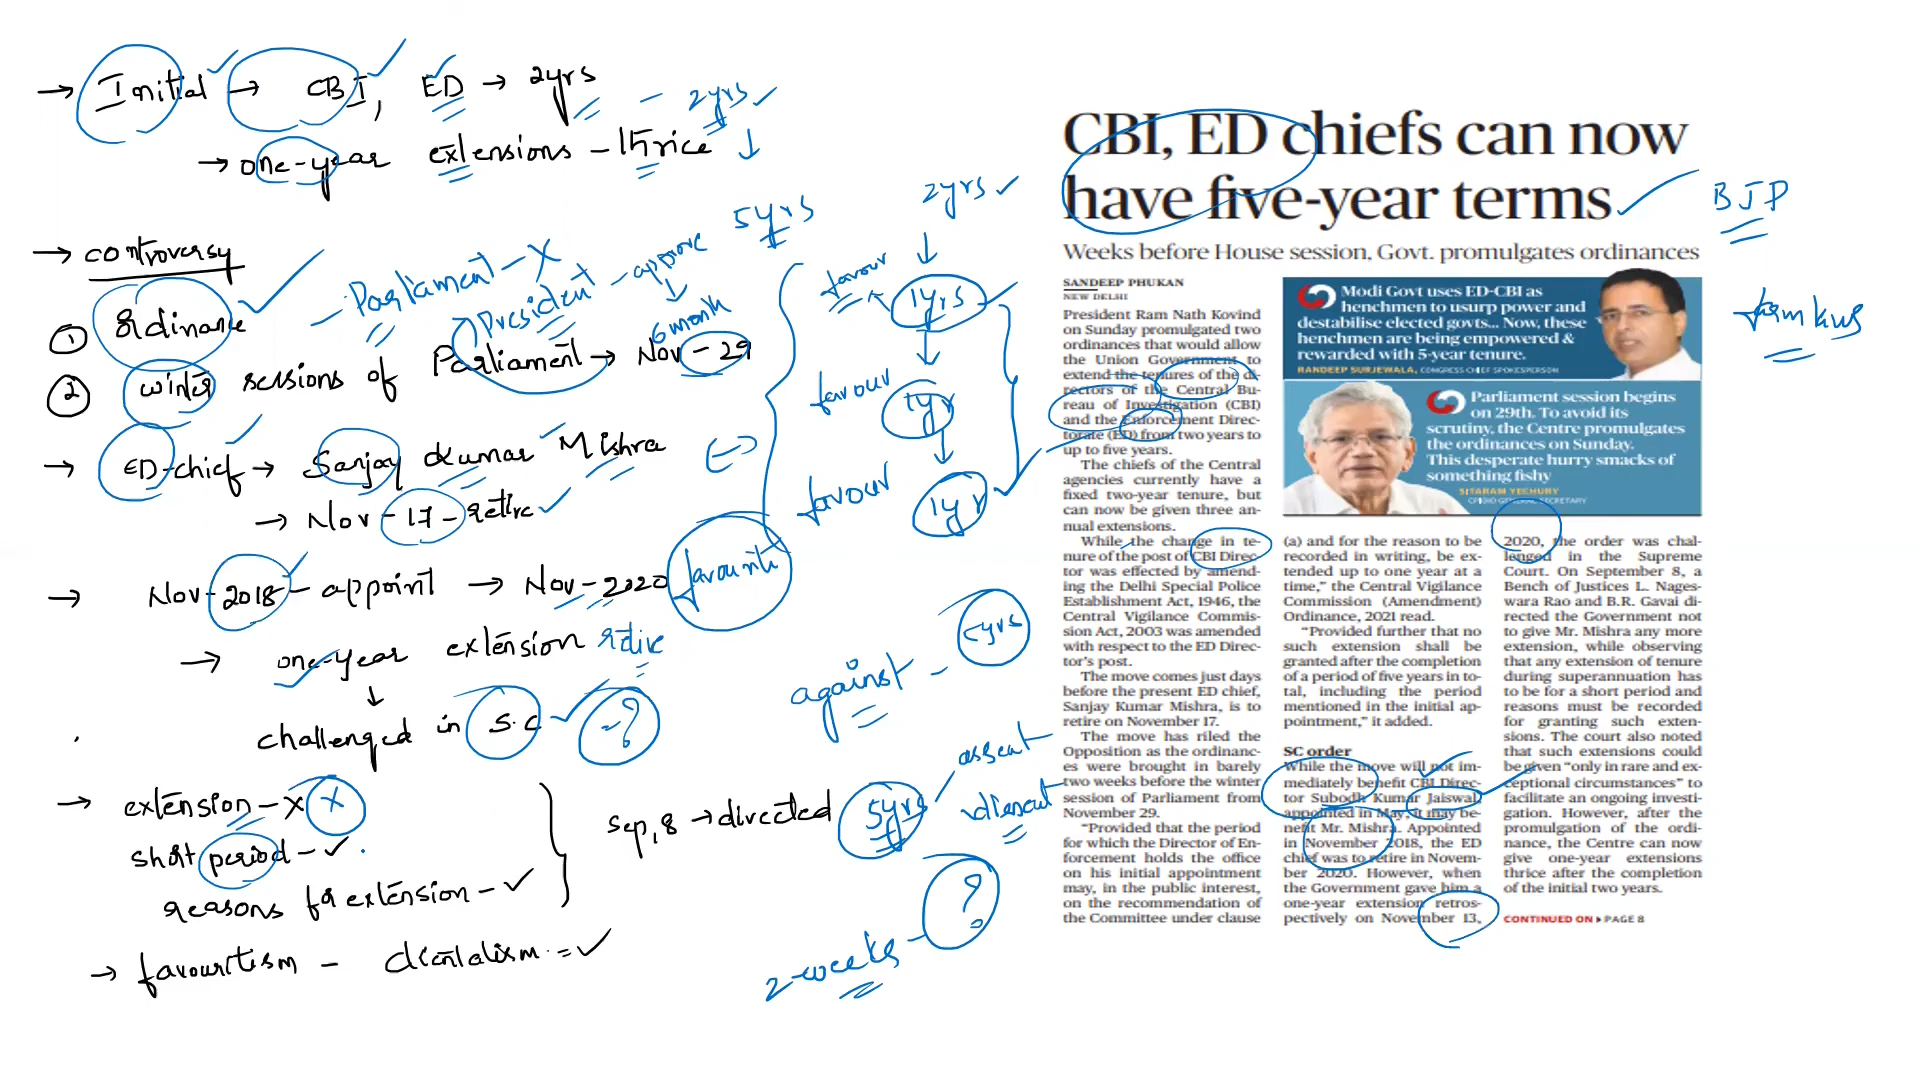 → Initial → CBI, ED → 2yrs - 2yrs ✓
→ one-year extensions - thrice ↓
5yrs
→ controversy
① ordinance - Parliament - X
President - approve
6 month
② winter sessions of Parliament → Nov - 29
→ ED-chief → Sanjay Kumar Mishra
→ Nov - 17 - retire ✓
→ Nov-2018 - appoint → Nov-2020 favourite
→ one-year extension retire
↓
challenged in S.C ✓ - ?
→ extension - X X
short period - ✓
reasons for extension - ✓
Sep, 8 → directed
→ favouritism -
2yrs ✓
↓
favour 1yrs
↓
favour 1yr
↓
favour 1yr
against -
5yrs
2-weeks - ?
CBI, ED chiefs can now
have five-year terms
BJP
Weeks before House session, Govt. promulgates ordinances
SANDEEP PHUKAN
NEW DELHI
President Ram Nath Kovind
on Sunday promulgated two
ordinances that would allow
the Union Government to
extend the tenures of the di-
rectors of the Central Bu-
reau of Investigation (CBI)
and the Enforcement Direc-
torate (ED) from two years to
up to five years.
The chiefs of the Central
agencies currently have a
fixed two-year tenure, but
can now be given three an-
nual extensions.
While the change in te-
nure of the post of CBI Direc-
tor was effected by amend-
ing the Delhi Special Police
Establishment Act, 1946, the
Central Vigilance Commis-
sion Act, 2003 was amended
with respect to the ED Direc-
tor's post.
The move comes just days
before the present ED chief,
Sanjay Kumar Mishra, is to
retire on November 17.
The move has riled the
Opposition as the ordinanc-
es were brought in barely
two weeks before the winter
session of Parliament from
November 29.
"Provided that the period
for which the Director of En-
forcement holds the office
on his initial appointment
may, in the public interest,
on the recommendation of
the Committee under clause
Modi Govt uses ED-CBI as
henchmen to usurp power and
destabilise elected govts... Now, these
henchmen are being empowered &
rewarded with 5-year tenure.
RANDEEP SURJEWALA, CONGRESS CHIEF SPOKESPERSON
Parliament session begins
on 29th. To avoid its
scrutiny, the Centre promulgates
the ordinances on Sunday.
This desperate hurry smacks of
something fishy
SITARAM YECHURY
CPI(M) GENERAL SECRETARY
(a) and for the reason to be
recorded in writing, be ex-
tended up to one year at a
time," the Central Vigilance
Commission (Amendment)
Ordinance, 2021 read.
"Provided further that no
such extension shall be
granted after the completion
of a period of five years in to-
tal, including the period
mentioned in the initial ap-
pointment," it added.
SC order
While the move will not im-
mediately benefit CBI Direc-
tor Subodh Kumar Jaiswal,
appointed in May, it may be-
nefit Mr. Mishra. Appointed
in November 2018, the ED
chief was to retire in Novem-
ber 2020. However, when
the Government gave him a
one-year extension retros-
pectively on November 13,
2020, the order was chal-
lenged in the Supreme
Court. On September 8, a
Bench of Justices L. Nages-
wara Rao and B.R. Gavai di-
rected the Government not
to give Mr. Mishra any more
extension, while observing
that any extension of tenure
during superannuation has
to be for a short period and
reasons must be recorded
for granting such exten-
sions. The court also noted
that such extensions could
be given "only in rare and ex-
ceptional circumstances" to
facilitate an ongoing investi-
gation. However, after the
promulgation of the ordi-
nance, the Centre can now
give one-year extensions
thrice after the completion
of the initial two years.
CONTINUED ON ▸ PAGE 8